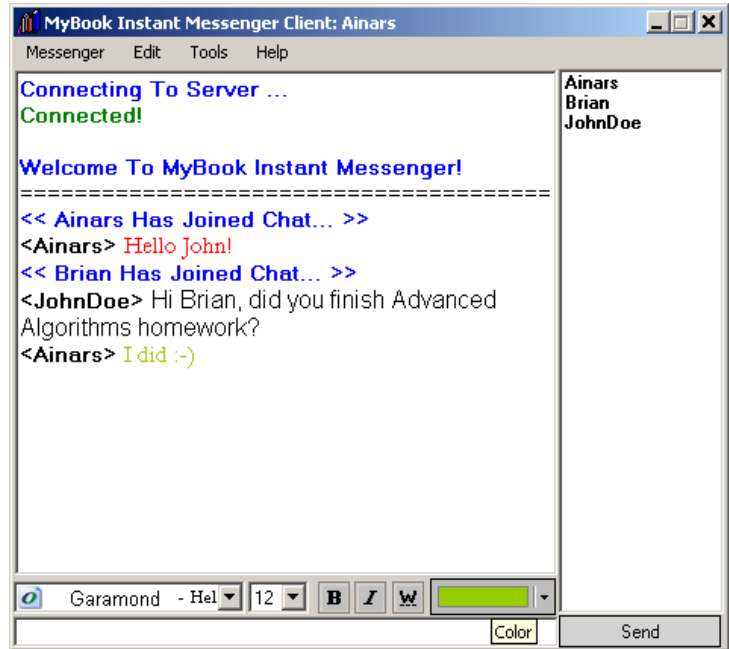 MyBook Instant Messenger Client: Ainars
Messenger Edit Tools Help
Connecting To Server ...
Connected!
Welcome To MyBook Instant Messenger!
=======================================
<< Ainars Has Joined Chat... >>
<Ainars> Hello John!
<< Brian Has Joined Chat... >>
<JohnDoe> Hi Brian, did you finish Advanced
Algorithms homework?
<Ainars> I did :-)
Ainars
Brian
JohnDoe
Garamond - Hel 12 B I W
Color
Send